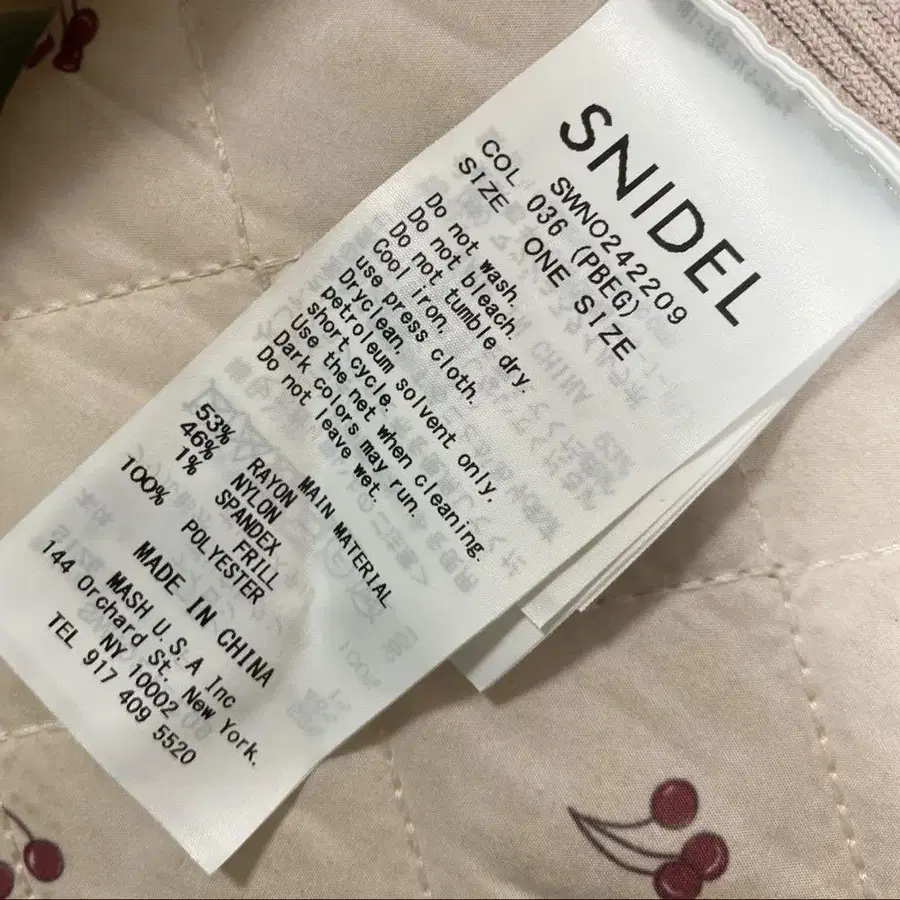 SNIDEL
SWNO242209
COL 036 (PBEG)
SIZE ONE SIZE
Do not wash.
Do not bleach.
Do not tumble dry.
Cool iron.
use press cloth.
Dryclean.
petroleum solvent only.
short cycle.
Use the net when cleaning.
Dark colors may run.
Do not leave wet.
MAIN MATERIAL
53% RAYON
46% NYLON
1% SPANDEX
FRILL
100% POLYESTER
MADE IN CHINA
MASH U.S.A Inc
144 Orchard St. New York.
NY 10002
TEL 917 409 5520